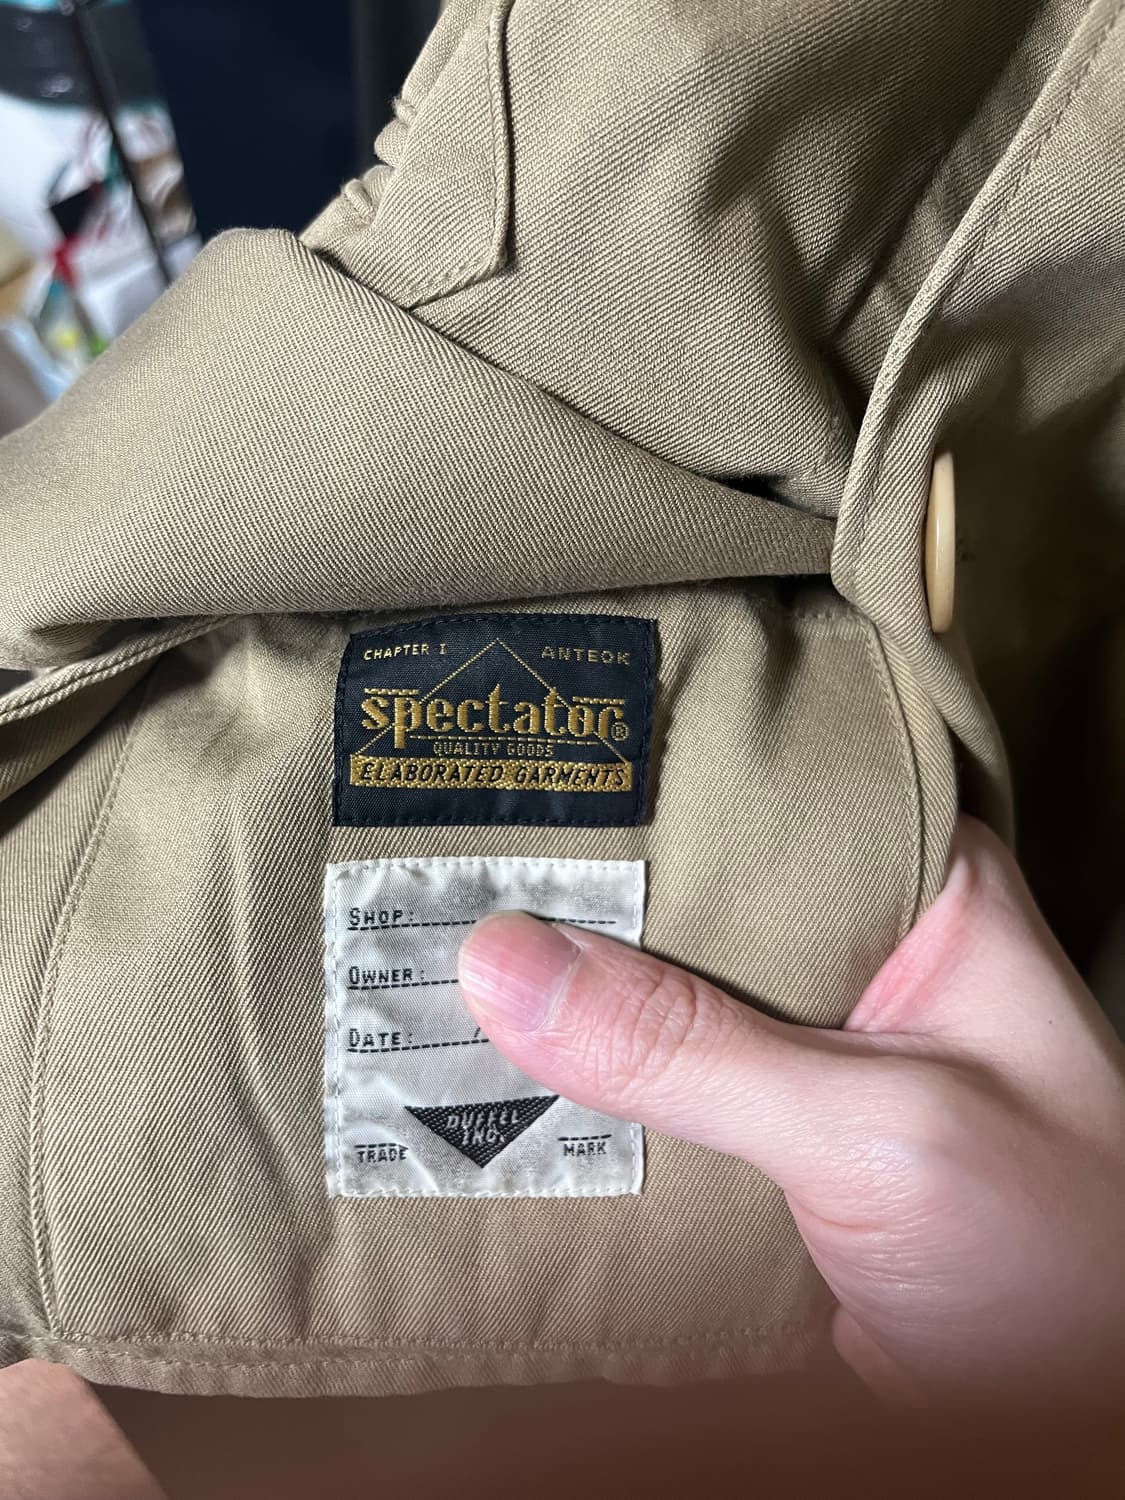 CHAPTER I ANTEOK
spectator®
QUALITY GOODS
ELABORATED GARMENTS
SHOP:
OWNER:
DATE: /
DUFFEL
INC.
TRADE MARK